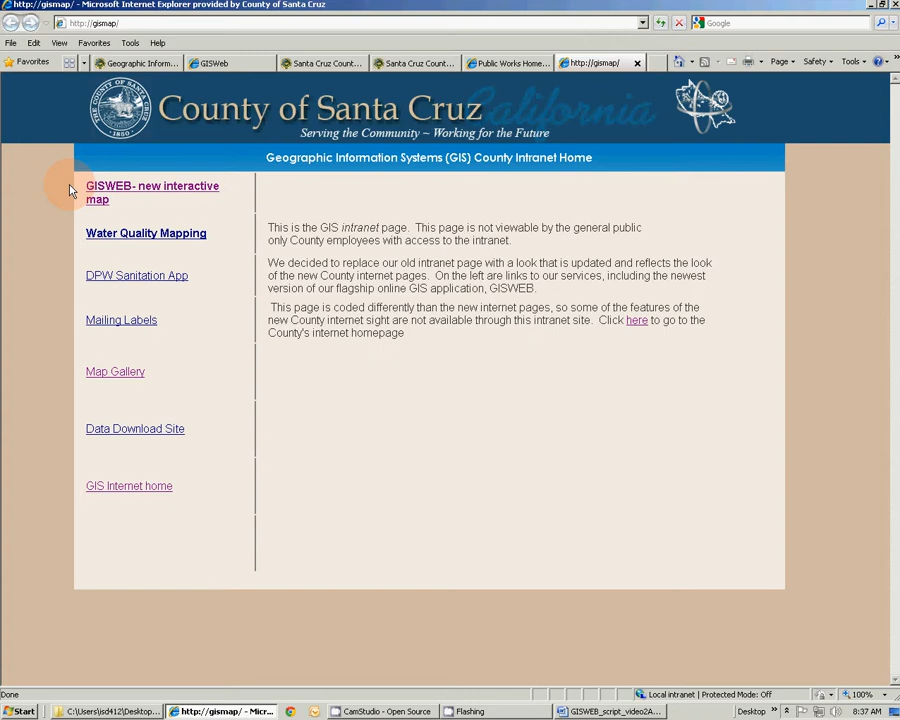 http://gismap/ - Microsoft Internet Explorer provided by County of Santa Cruz
http://gismap/
Google
File Edit View Favorites Tools Help
Favorites
Geographic Inform... GISWeb Santa Cruz Count... Santa Cruz Count... Public Works Home... http://gismap/
Page Safety Tools
THE COUNTY OF SANTA CRUZ
1850
County of Santa Cruz California
Serving the Community ~ Working for the Future
Geographic Information Systems (GIS) County Intranet Home
GISWEB- new interactive
map
Water Quality Mapping
This is the GIS intranet page. This page is not viewable by the general public
only County employees with access to the intranet.
DPW Sanitation App
We decided to replace our old intranet page with a look that is updated and reflects the look
of the new County internet pages. On the left are links to our services, including the newest
version of our flagship online GIS application, GISWEB.
Mailing Labels
This page is coded differently than the new internet pages, so some of the features of the
new County internet sight are not available through this intranet site. Click here to go to the
County's internet homepage
Map Gallery
Data Download Site
GIS Internet home
Done
Local intranet | Protected Mode: Off
100%
Start
C:\Users\isd412\Desktop...
http://gismap/ - Micr...
CamStudio - Open Source
Flashing
GISWEB_script_video2A...
Desktop
8:37 AM